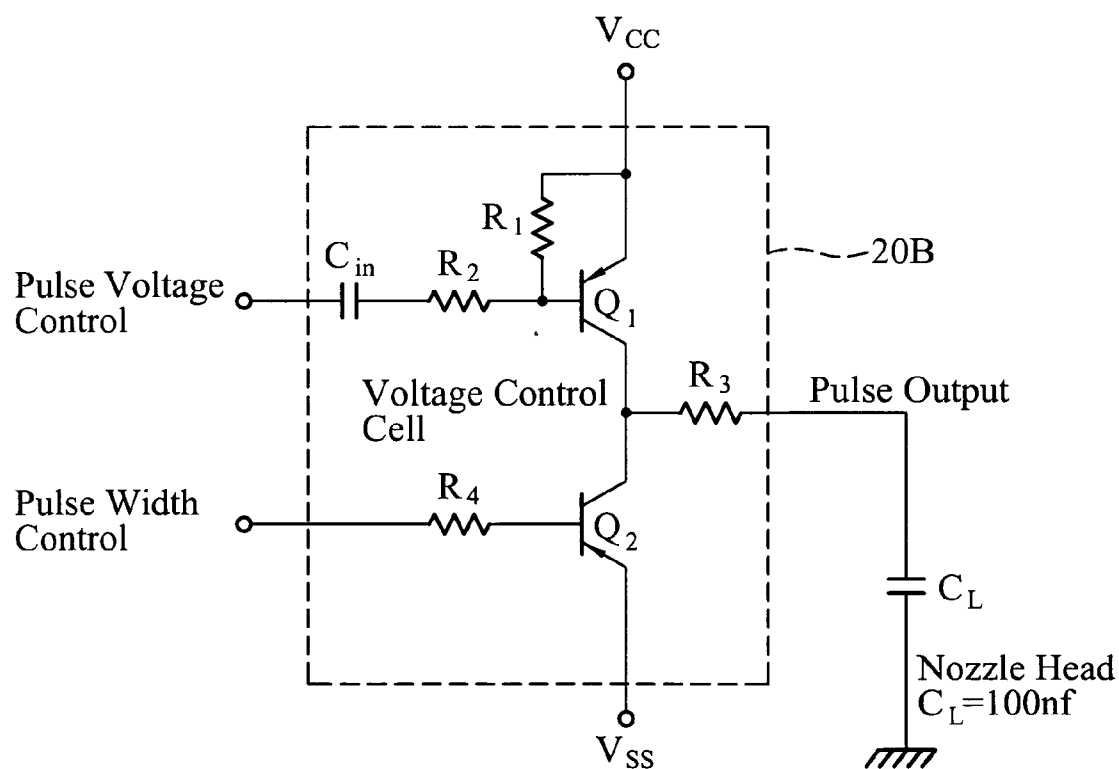 V_CC
R_1
20B
C_in
R_2
Pulse Voltage
Control
Q_1
R_3
Voltage Control
Cell
Pulse Output
Pulse Width
Control
R_4
Q_2
C_L
Nozzle Head
C_L=100nf
V_SS